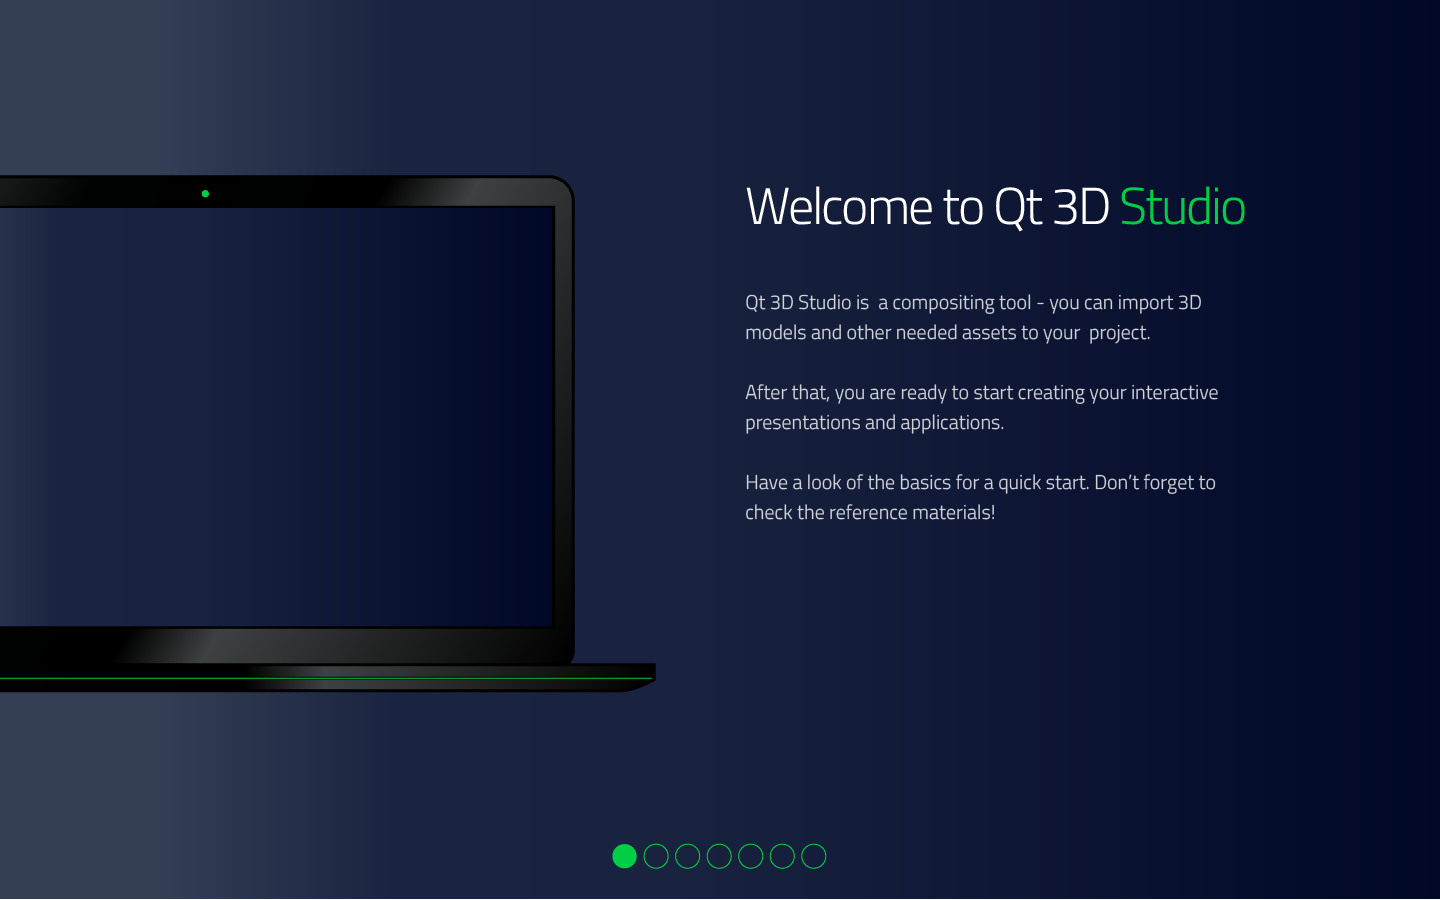 Welcome to Qt 3D Studio
Qt 3D Studio is  a compositing tool - you can import 3D
models and other needed assets to your  project.
After that, you are ready to start creating your interactive
presentations and applications.
Have a look of the basics for a quick start. Don’t forget to
check the reference materials!